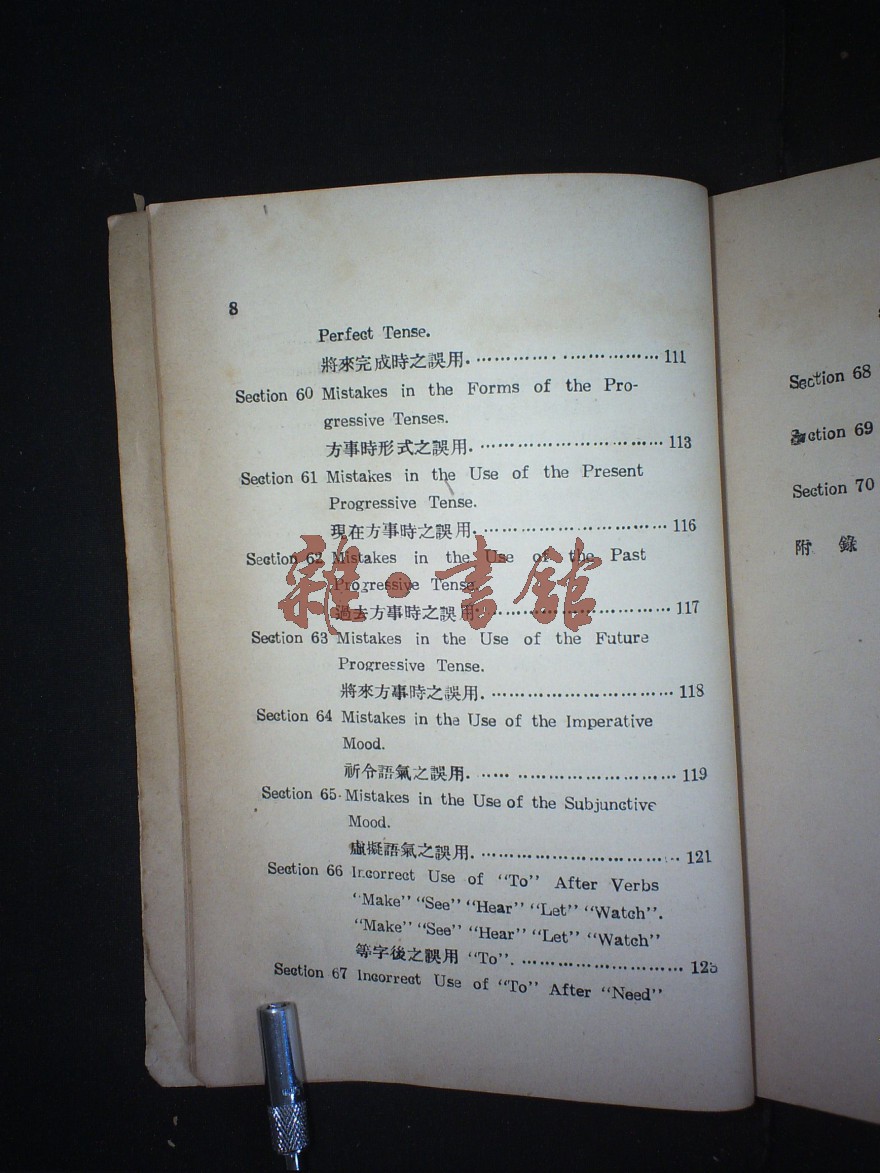 8
Perfect Tense.
將來完成時之誤用. ································ 111
Section 60 Mistakes in the Forms of the Pro-
gressive Tenses.
方事時形式之誤用. ································ 113
Section 61 Mistakes in the Use of the Present
Progressive Tense.
現在方事時之誤用. ································ 116
Section 62 Mistakes in the Use of the Past
Progressive Tense.
過去方事時之誤用. ································ 117
Section 63 Mistakes in the Use of the Future
Progressive Tense.
將來方事時之誤用. ································ 118
Section 64 Mistakes in the Use of the Imperative
Mood.
祈令語氣之誤用. ································ 119
Section 65 Mistakes in the Use of the Subjunctive
Mood.
虛擬語氣之誤用. ································ 121
Section 66 Incorrect Use of “To” After Verbs
“Make” “See” “Hear” “Let” “Watch”.
“Make” “See” “Hear” “Let” “Watch”
等字後之誤用 “To”. ································ 125
Section 67 Incorrect Use of “To” After “Need”
雜·書館
Section 68
Section 69
Section 70
附 錄